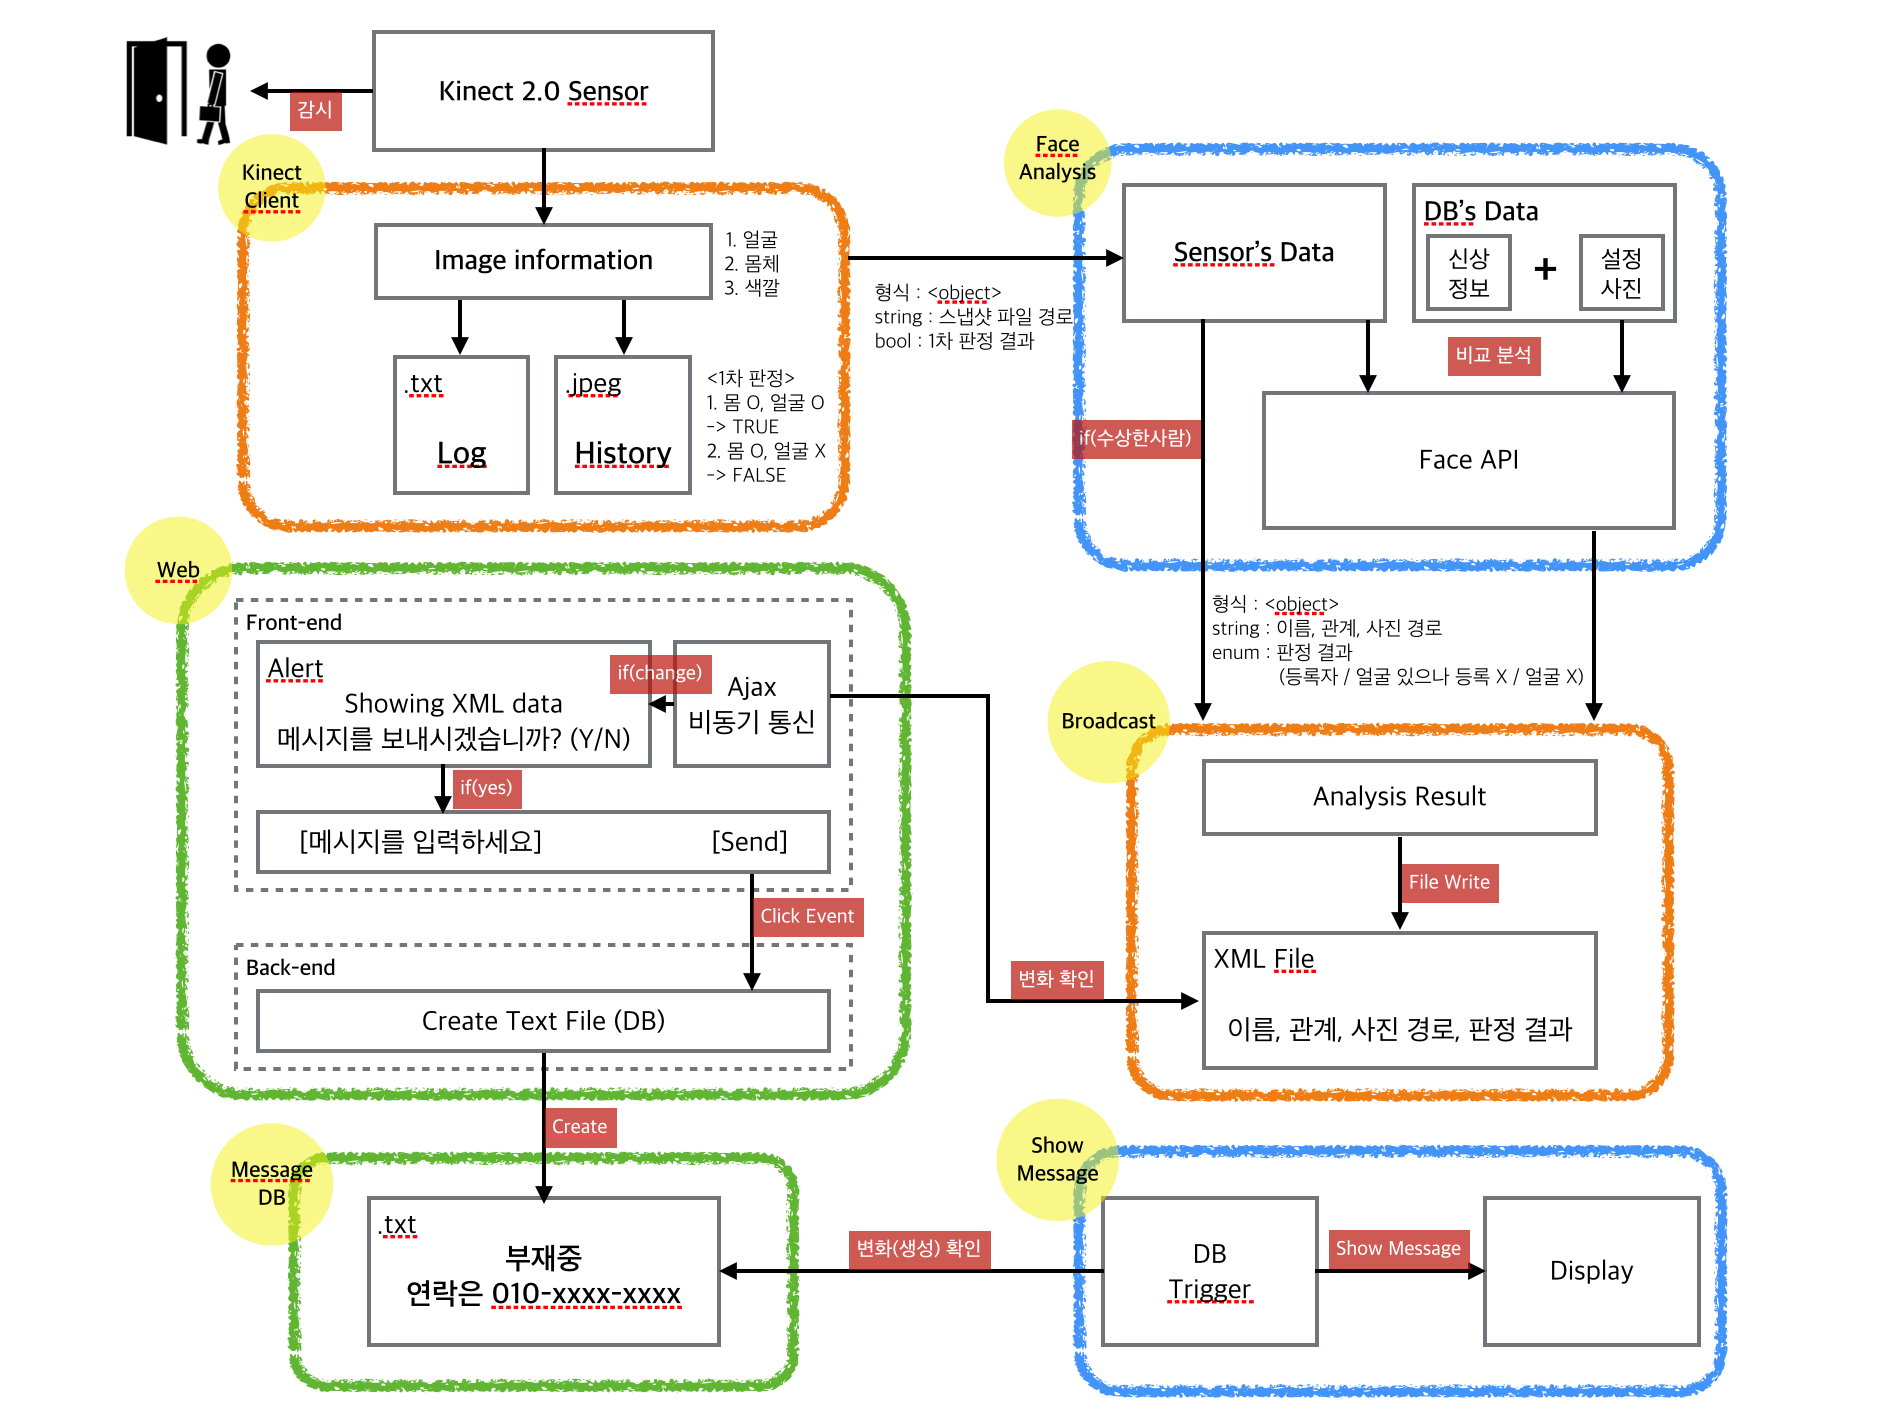 Kinect 2.0 Sensor
감시
Kinect
Client
Image information
1. 얼굴
2. 몸체
3. 색깔
.txt
Log
.jpeg
History
<1차 판정>
1. 몸 O, 얼굴 O
-> TRUE
2. 몸 O, 얼굴 X
-> FALSE
형식 : <object>
string : 스냅샷 파일 경로
bool : 1차 판정 결과
Face
Analysis
Sensor's Data
DB's Data
신상
정보
+
설정
사진
비교 분석
if(수상한사람)
Face API
형식 : <object>
string : 이름, 관계, 사진 경로
enum : 판정 결과
(등록자 / 얼굴 있으나 등록 X / 얼굴 X)
Web
Front-end
Alert
Showing XML data
메시지를 보내시겠습니까? (Y/N)
if(change)
Ajax
비동기 통신
if(yes)
[메시지를 입력하세요] [Send]
Click Event
Back-end
Create Text File (DB)
Create
변화 확인
Broadcast
Analysis Result
File Write
XML File
이름, 관계, 사진 경로, 판정 결과
Message
DB
.txt
부재중
연락은 010-xxxx-xxxx
변화(생성) 확인
Show
Message
DB
Trigger
Show Message
Display